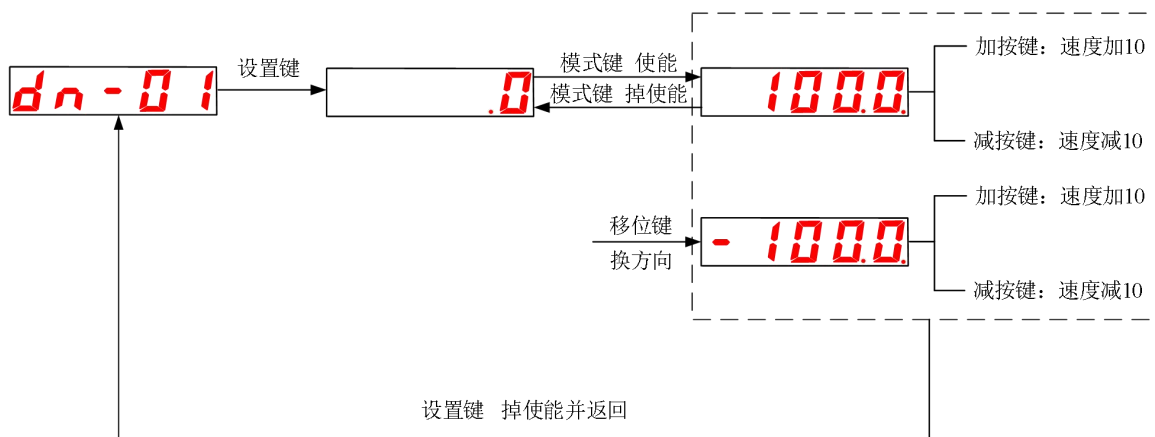 加按键：速度加10
dn-01
设置键
.0
模式键 使能
模式键 掉使能
100.0.
减按键：速度减10
加按键：速度加10
移位键
换方向
- 100.0.
减按键：速度减10
设置键 掉使能并返回